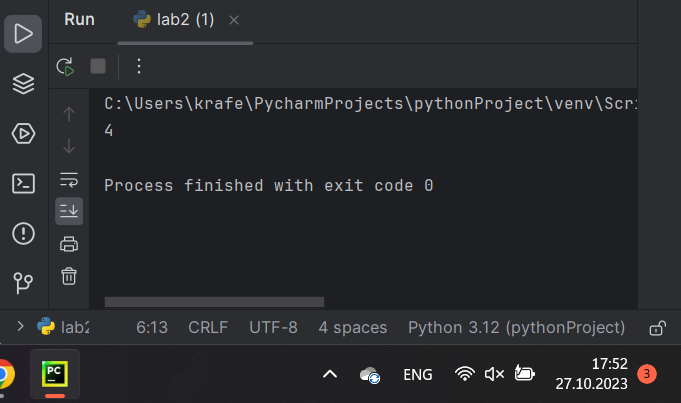 Run lab2 (1)
C:\Users\krafe\PycharmProjects\pythonProject\venv\Scri
4
Process finished with exit code 0
lab2 6:13 CRLF UTF-8 4 spaces Python 3.12 (pythonProject)
PC ENG 17:52 3
27.10.2023